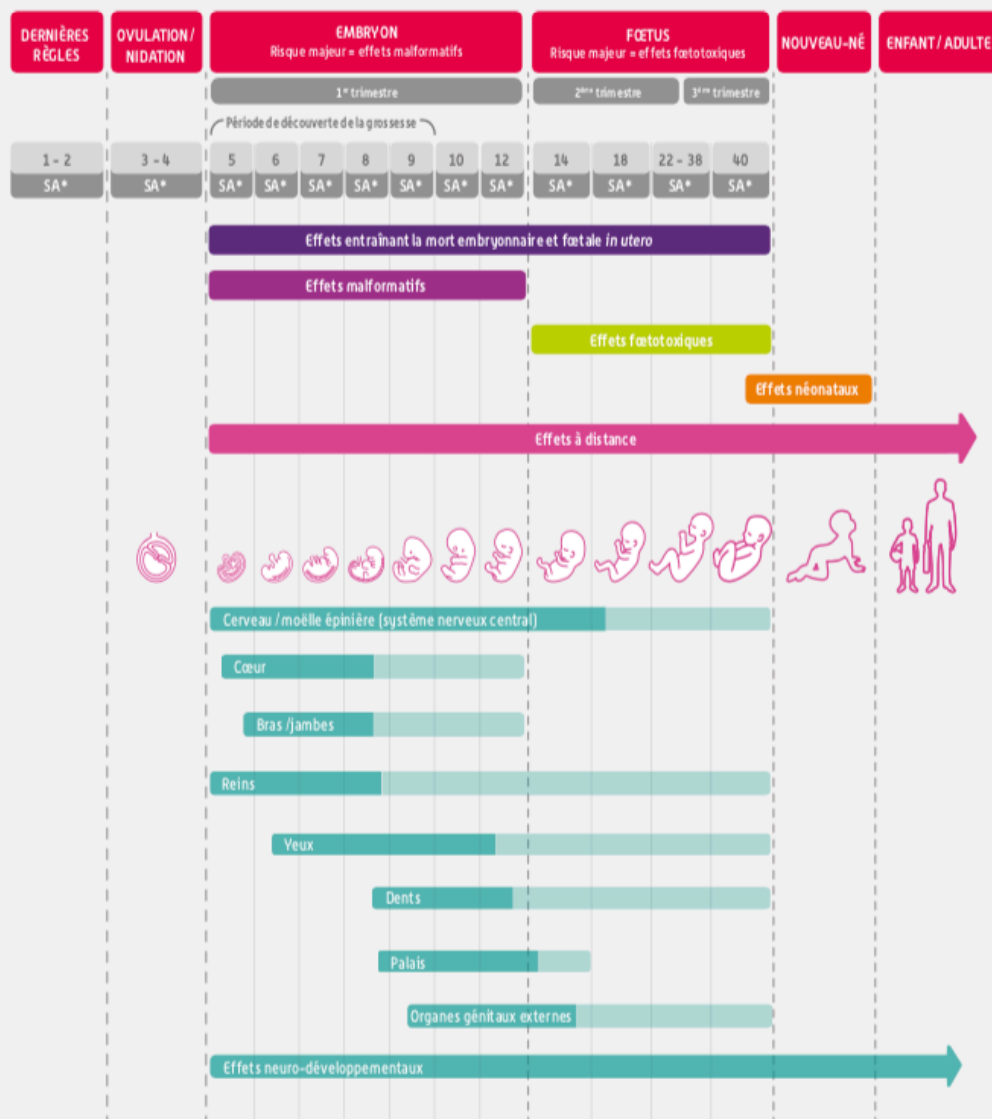 DERNIÈRES
RÈGLES
OVULATION/
NIDATION
EMBRYON
Risque majeur = effets malformatifs
FŒTUS
Risque majeur = effets fœtotoxiques
NOUVEAU-NÉ
ENFANT/ADULTE
1er trimestre
2ème trimestre
3ème trimestre
Période de découverte de la grossesse
1 - 2
3 - 4
5
6
7
8
9
10
12
14
18
22 - 38
40
SA*
SA*
SA*
SA*
SA*
SA*
SA*
SA*
SA*
SA*
SA*
SA*
SA*
Effets entraînant la mort embryonnaire et fœtale in utero
Effets malformatifs
Effets fœtotoxiques
Effets néonataux
Effets à distance
Cerveau / moëlle épinière (système nerveux central)
Cœur
Bras /jambes
Reins
Yeux
Dents
Palais
Organes génitaux externes
Effets neuro-développementaux